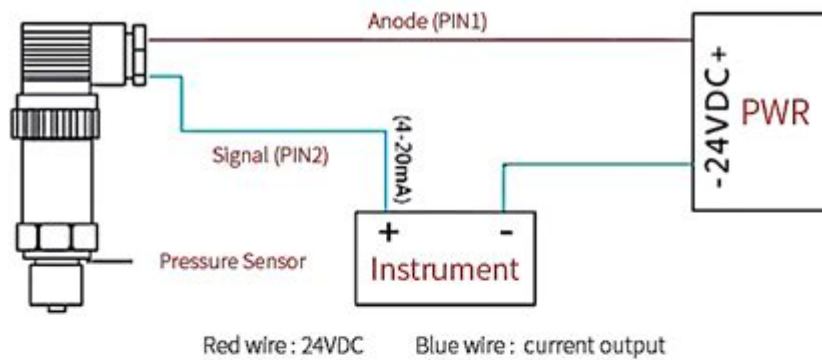 Anode (PIN1)
-24VDC+
PWR
(4-20mA)
Signal (PIN2)
+
-
Instrument
Pressure Sensor
Red wire : 24VDC
Blue wire : current output